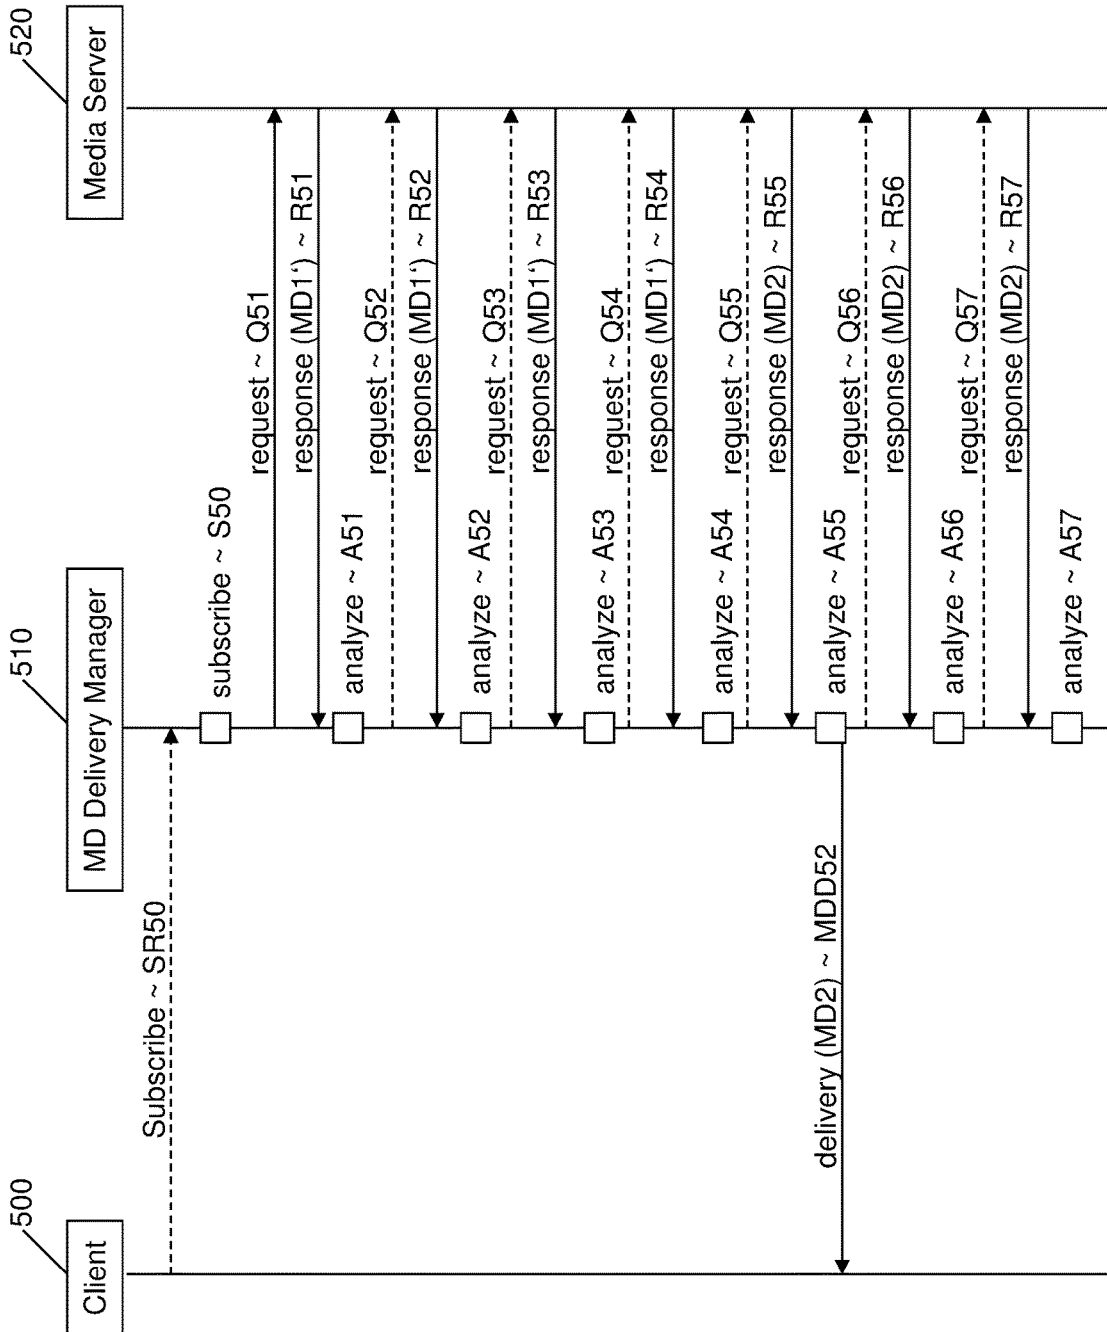 500
Client
510
MD Delivery Manager
520
Media Server
Subscribe ~ SR50
subscribe ~ S50
request ~ Q51
response (MD1‘) ~ R51
analyze ~ A51
request ~ Q52
response (MD1‘) ~ R52
analyze ~ A52
request ~ Q53
response (MD1‘) ~ R53
analyze ~ A53
request ~ Q54
response (MD1‘) ~ R54
analyze ~ A54
request ~ Q55
response (MD2) ~ R55
analyze ~ A55
delivery (MD2) ~ MDD52
request ~ Q56
response (MD2) ~ R56
analyze ~ A56
request ~ Q57
response (MD2) ~ R57
analyze ~ A57